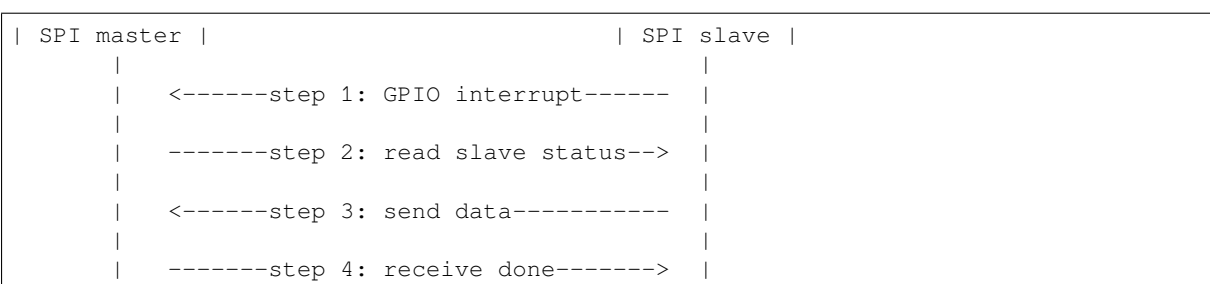 | SPI master |                                 | SPI slave |
      |                                              |
      |   <------step 1: GPIO interrupt------  |
      |                                              |
      |   -------step 2: read slave status-->  |
      |                                              |
      |   <------step 3: send data-----------  |
      |                                              |
      |   -------step 4: receive done------->  |